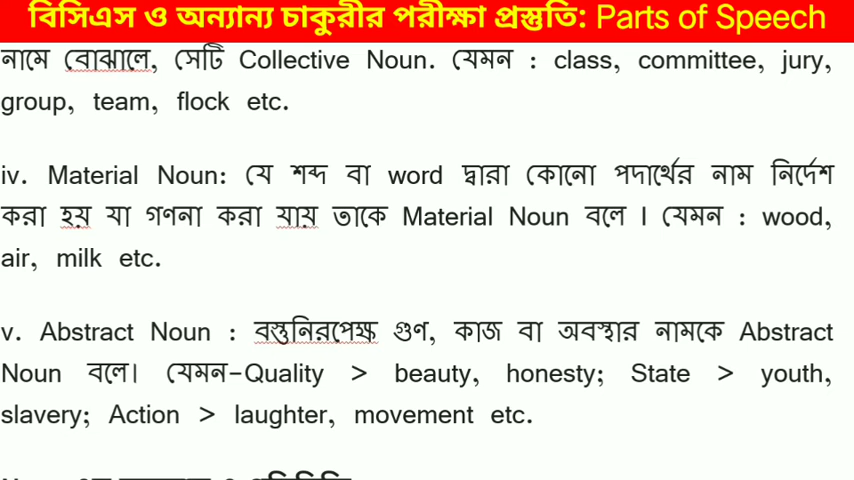 বিসিএস ও অন্যান্য চাকুরীর পরীক্ষা প্রস্তুতি: Parts of Speech
নামে বোঝালে, সেটি Collective Noun. যেমন : class, committee, jury,
group, team, flock etc.
iv. Material Noun: যে শব্দ বা word দ্বারা কোনো পদার্থের নাম নির্দেশ
করা হয় যা গণনা করা যায় তাকে Material Noun বলে । যেমন : wood,
air, milk etc.
v. Abstract Noun : বস্তুনিরপেক্ষ গুণ, কাজ বা অবস্থার নামকে Abstract
Noun বলে। যেমন–Quality > beauty, honesty; State > youth,
slavery; Action > laughter, movement etc.